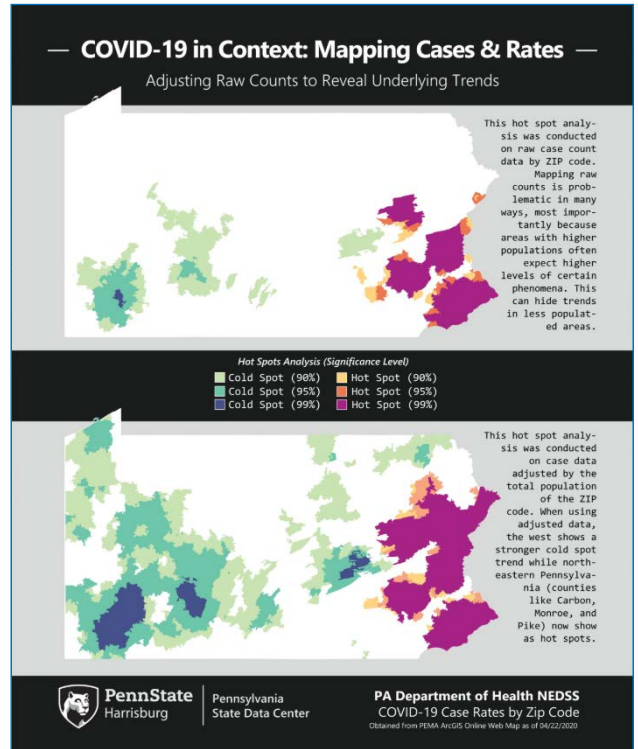 COVID-19 in Context: Mapping Cases & Rates
Adjusting Raw Counts to Reveal Underlying Trends
This hot spot analy-
sis was conducted
on raw case count
data by ZIP code.
Mapping raw
counts is prob-
lematic in many
ways, most impor-
tantly because
areas with higher
populations often
expect higher
levels of certain
phenomena. This
can hide trends
in less populat-
ed areas.
Hot Spots Analysis (Significance Level)
Cold Spot (90%) Hot Spot (90%)
Cold Spot (95%) Hot Spot (95%)
Cold Spot (99%) Hot Spot (99%)
This hot spot analy-
sis was conducted
on case data
adjusted by the
total population
of the ZIP
code. When using
adjusted data,
the west shows a
stronger cold spot
trend while north-
eastern Pennsylva-
nia (counties
like Carbon,
Monroe, and
Pike) now show
as hot spots.
PennState
Harrisburg
Pennsylvania
State Data Center
PA Department of Health NEDSS
COVID-19 Case Rates by Zip Code
Obtained from PEMA ArcGIS Online Web Map as of 04/22/2020